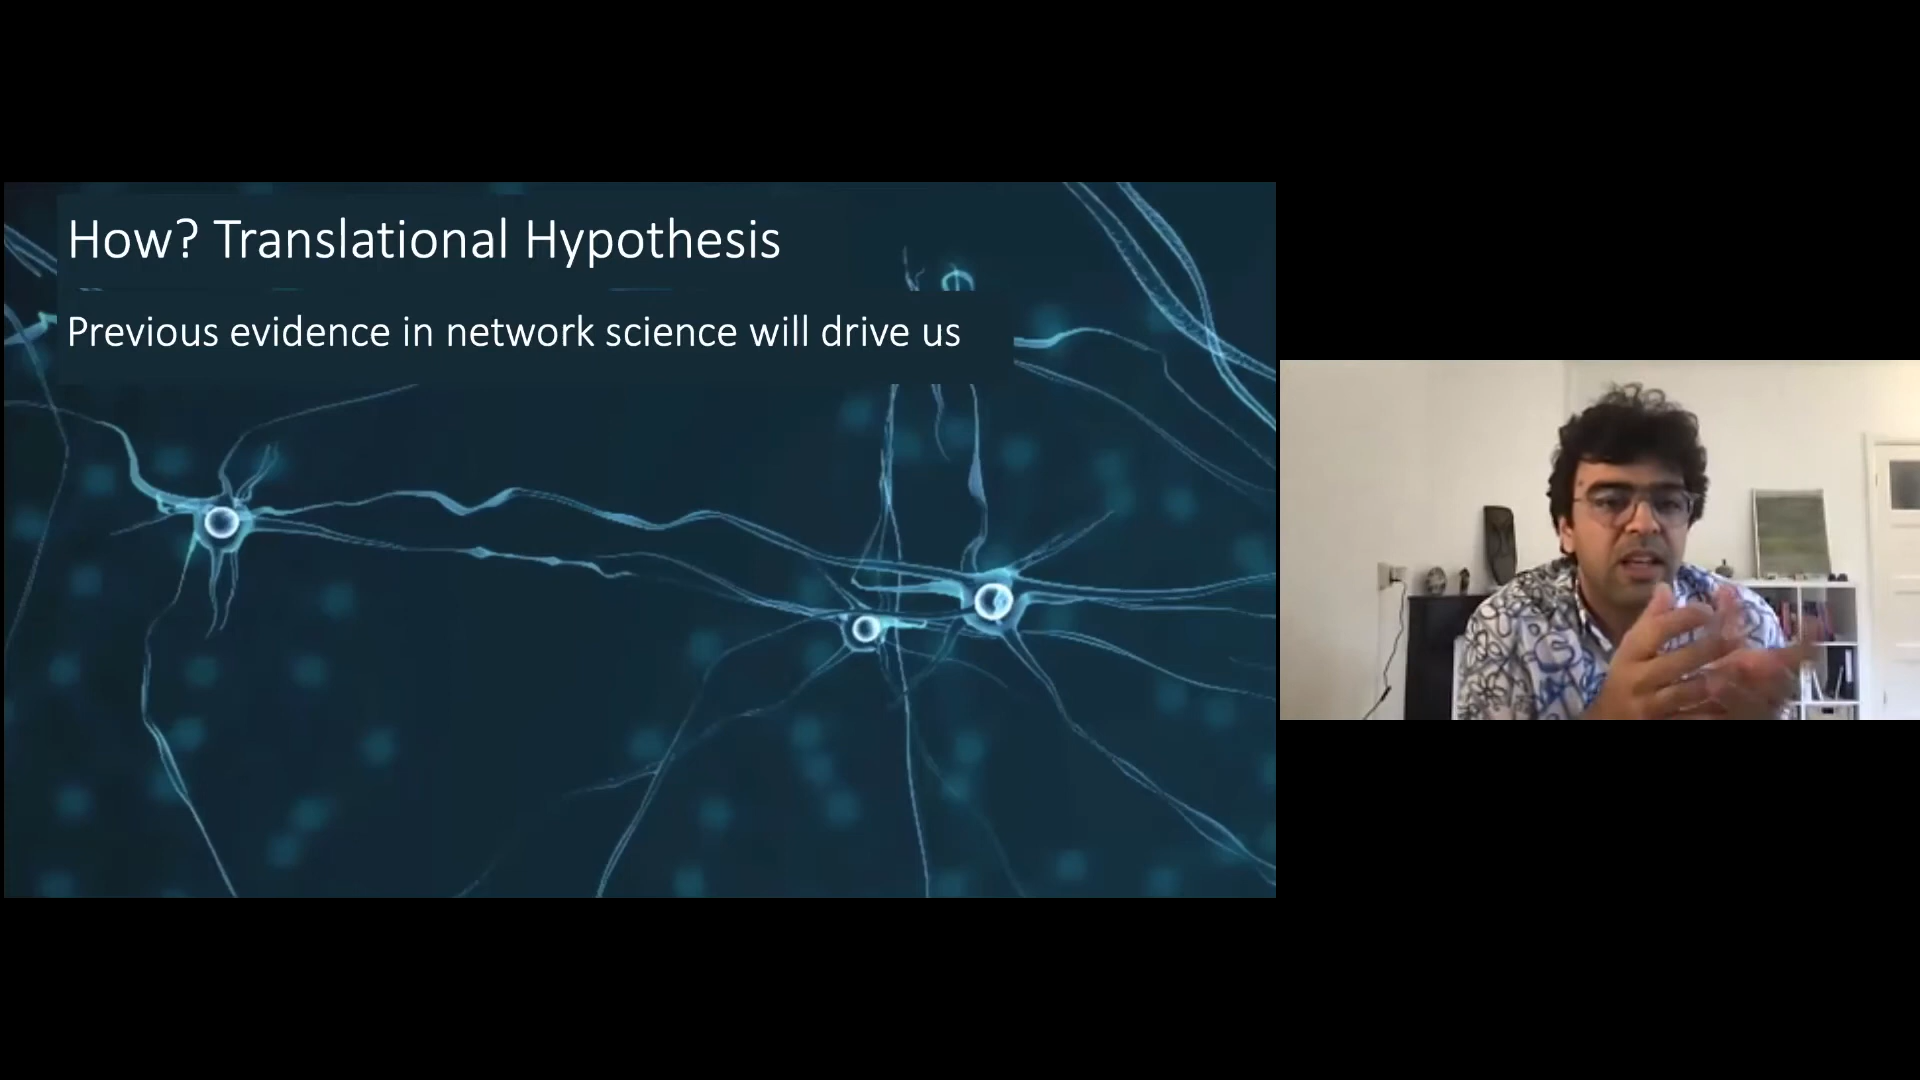 How? Translational Hypothesis
Previous evidence in network science will drive us